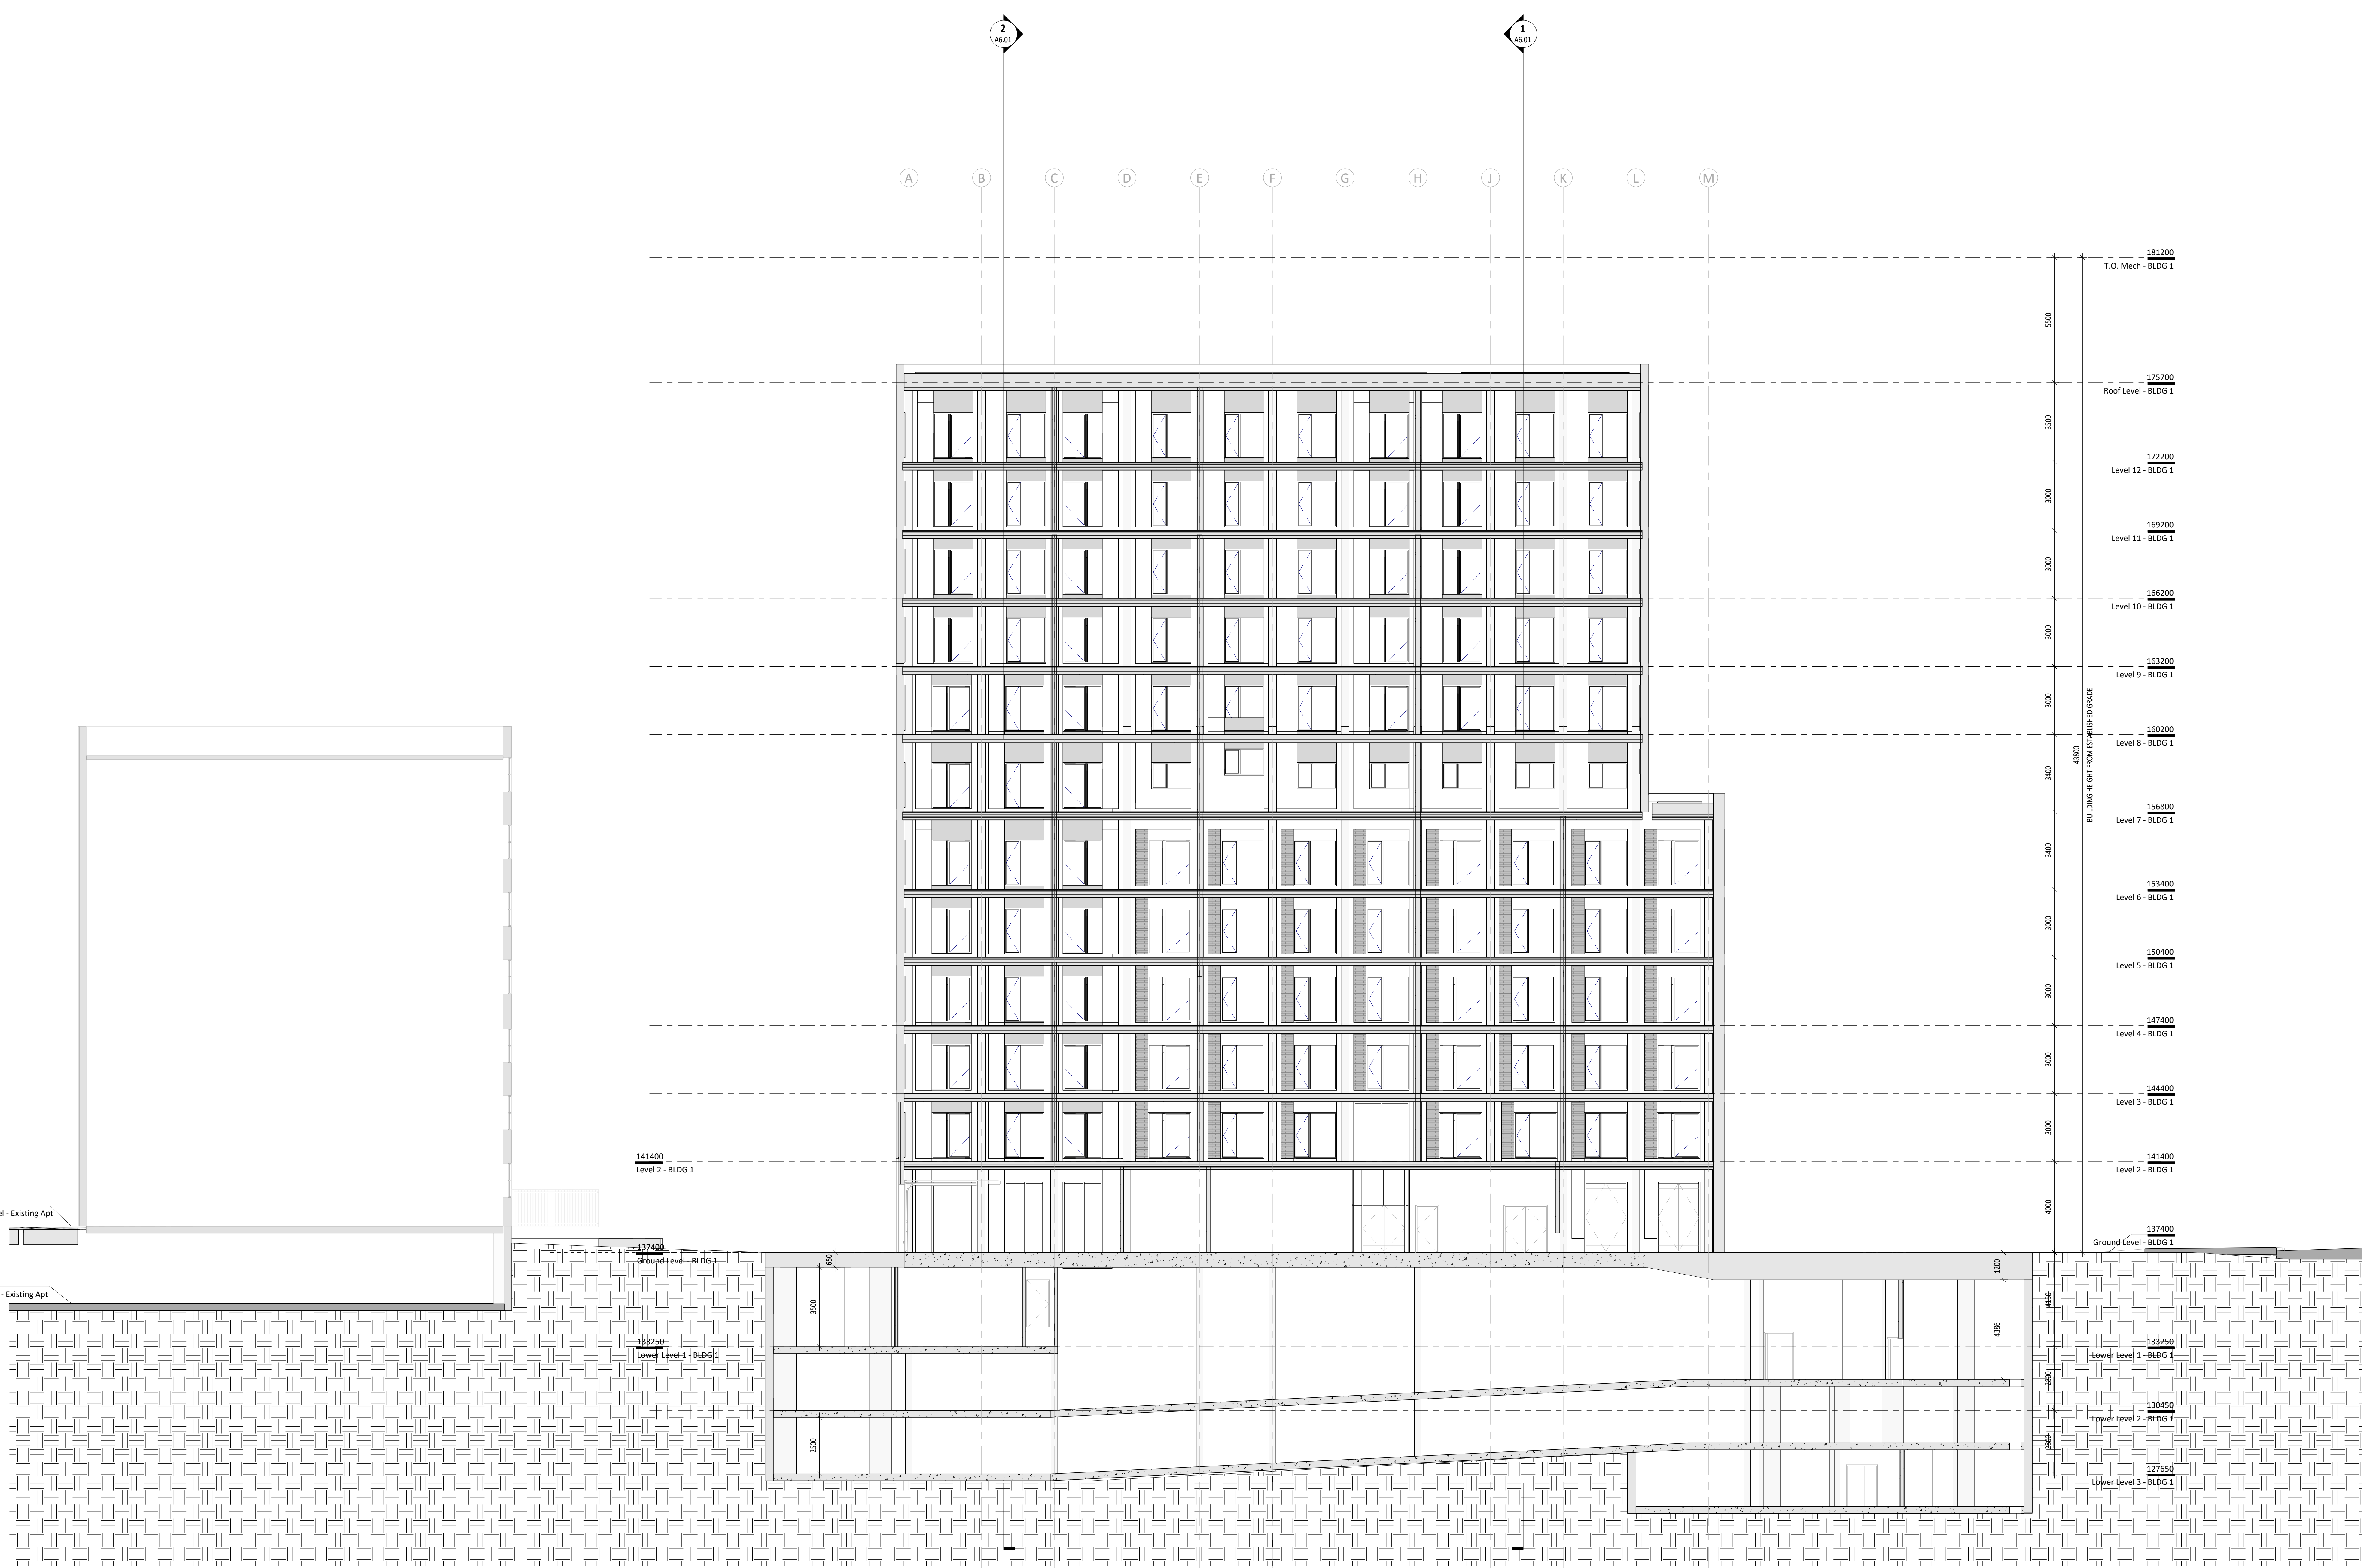 2
A6.01
1
A6.01
A
B
C
D
E
F
G
H
J
K
L
M
181200
T.O. Mech - BLDG 1
5500
175700
Roof Level - BLDG 1
3500
172200
Level 12 - BLDG 1
3000
169200
Level 11 - BLDG 1
3000
166200
Level 10 - BLDG 1
3000
163200
Level 9 - BLDG 1
3000
43800
BUILDING HEIGHT FROM ESTABLISHED GRADE
160200
Level 8 - BLDG 1
3400
156800
Level 7 - BLDG 1
3400
153400
Level 6 - BLDG 1
3000
150400
Level 5 - BLDG 1
3000
147400
Level 4 - BLDG 1
3000
144400
Level 3 - BLDG 1
3000
141400
Level 2 - BLDG 1
141400
Level 2 - BLDG 1
4000
el - Existing Apt
137400
Ground Level - BLDG 1
137400
Ground Level - BLDG 1
650
1200
- Existing Apt
3500
4150
4386
133250
Lower Level 1 - BLDG 1
133250
Lower Level 1 - BLDG 1
2800
130450
Lower Level 2 - BLDG 1
2500
2800
127650
Lower Level 3 - BLDG 1